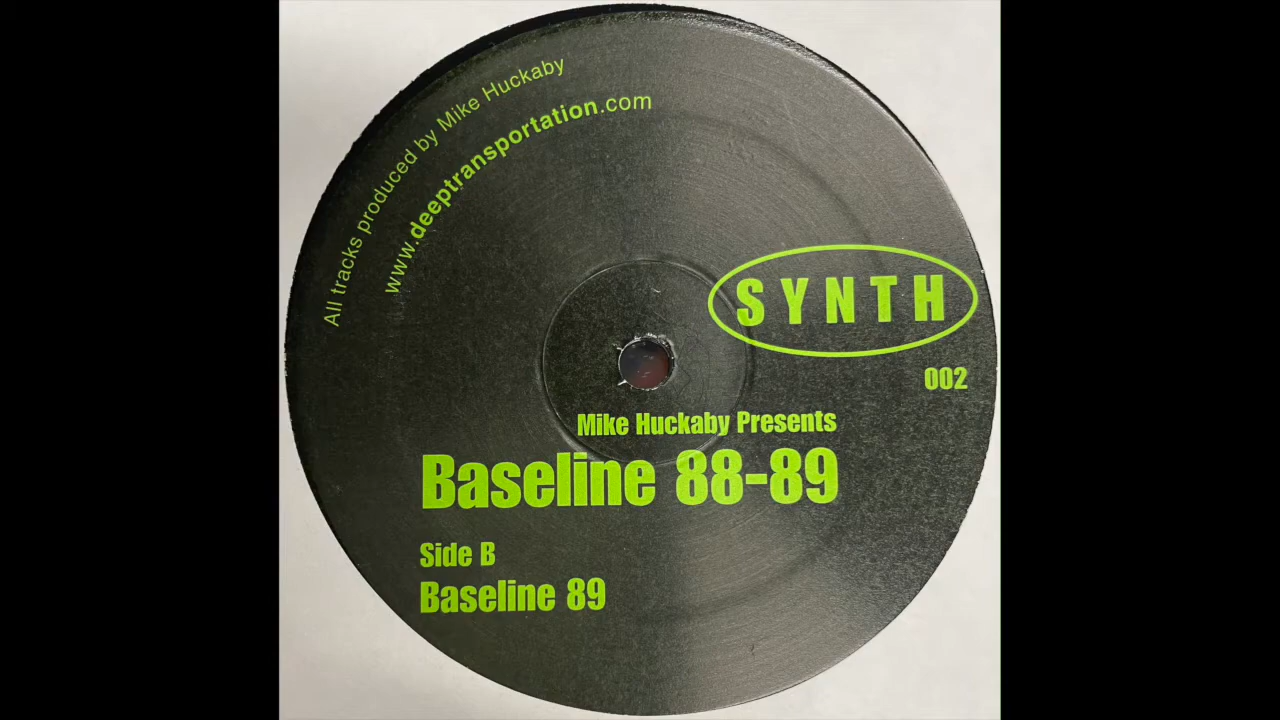 All tracks produced by Mike Huckaby
www.deeptransportation.com
SYNTH
002
Mike Huckaby Presents
Baseline 88-89
Side B
Baseline 89